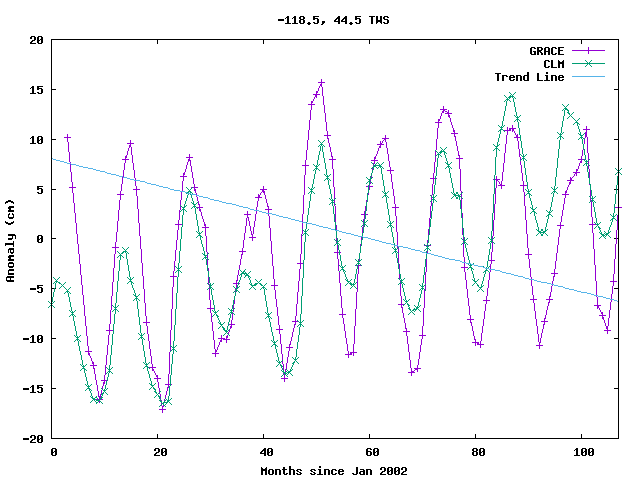 -118.5, 44.5 TWS
GRACE
CLM
Trend Line
20
15
10
5
0
-5
-10
-15
-20
Anomaly (cm)
0 20 40 60 80 100
Months since Jan 2002